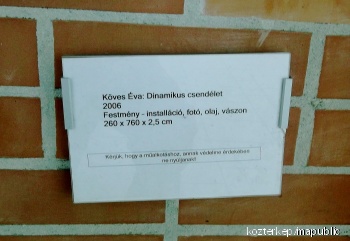 Köves Éva: Dinamikus csendélet
2006
Festmény - installáció, fotó, olaj, vászon
260 x 760 x 2,5 cm
Kérjük, hogy a műalkotáshoz, annak védelme érdekében
ne nyúljanak!
kozterkep.mapublic